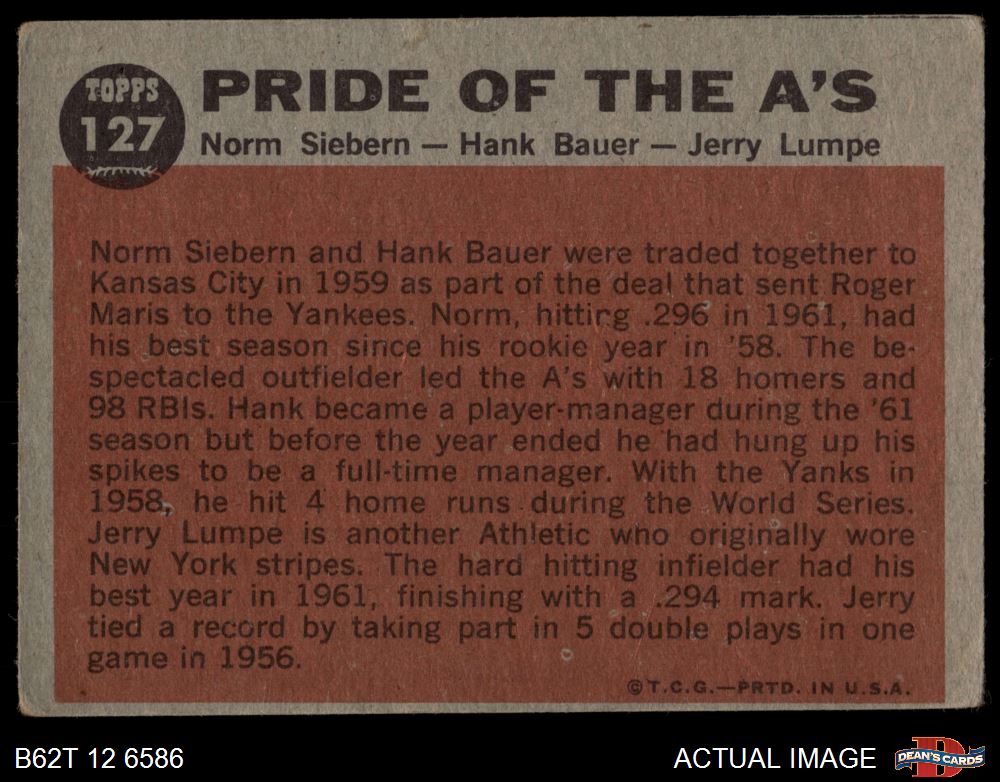 TOPPS
127
PRIDE OF THE A'S
Norm Siebern — Hank Bauer — Jerry Lumpe
Norm Siebern and Hank Bauer were traded together to
Kansas City in 1959 as part of the deal that sent Roger
Maris to the Yankees. Norm, hitting .296 in 1961, had
his best season since his rookie year in '58. The be-
spectacled outfielder led the A's with 18 homers and
98 RBIs. Hank became a player-manager during the '61
season but before the year ended he had hung up his
spikes to be a full-time manager. With the Yanks in
1958, he hit 4 home runs during the World Series.
Jerry Lumpe is another Athletic who originally wore
New York stripes. The hard hitting infielder had his
best year in 1961, finishing with a .294 mark. Jerry
tied a record by taking part in 5 double plays in one
game in 1956.
©T.C.G.—PRTD. IN U.S.A.
B62T 12 6586
ACTUAL IMAGE
D
DEAN'S CARDS